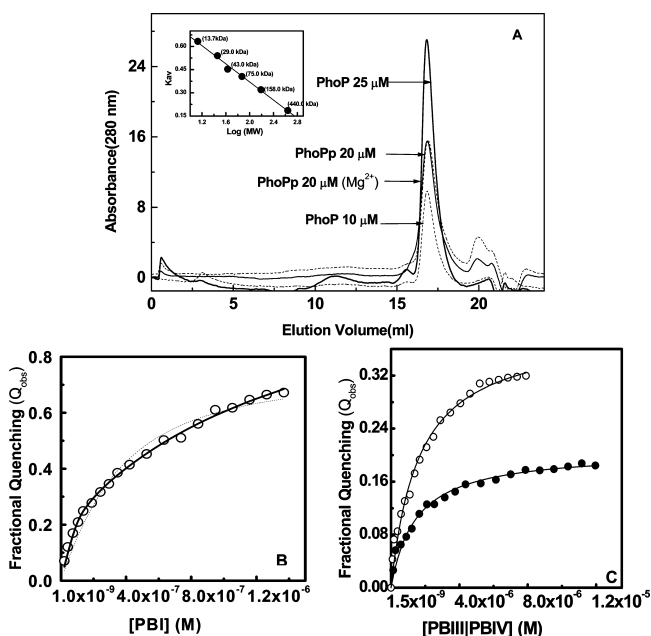 A
Absorbance(280 nm)
32
24
16
8
0
0 5 10 15 20
Elution Volume(ml)
PhoP 25 μM
PhoPp 20 μM
PhoPp 20 μM (Mg2+)
PhoP 10 μM
Kav
0.60
0.45
0.30
0.15
1.2 1.6 2.0 2.4 2.8
Log (MW)
(13.7kDa)
(29.0 kDa)
(43.0 kDa)
(75.0 kDa)
(158.0 kDa)
(440.0 kDa)
Fractional Quenching (Qobs)
0.8
0.6
0.4
0.2
0.0
1.0x10-9 4.0x10-7 8.0x10-7 1.2x10-6
[PBI] (M)
B
Fractional Quenching (Qobs)
0.32
0.24
0.16
0.08
0.00
1.5x10-9 4.0x10-6 8.0x10-6 1.2x10-5
[PBIII|PBIV] (M)
C